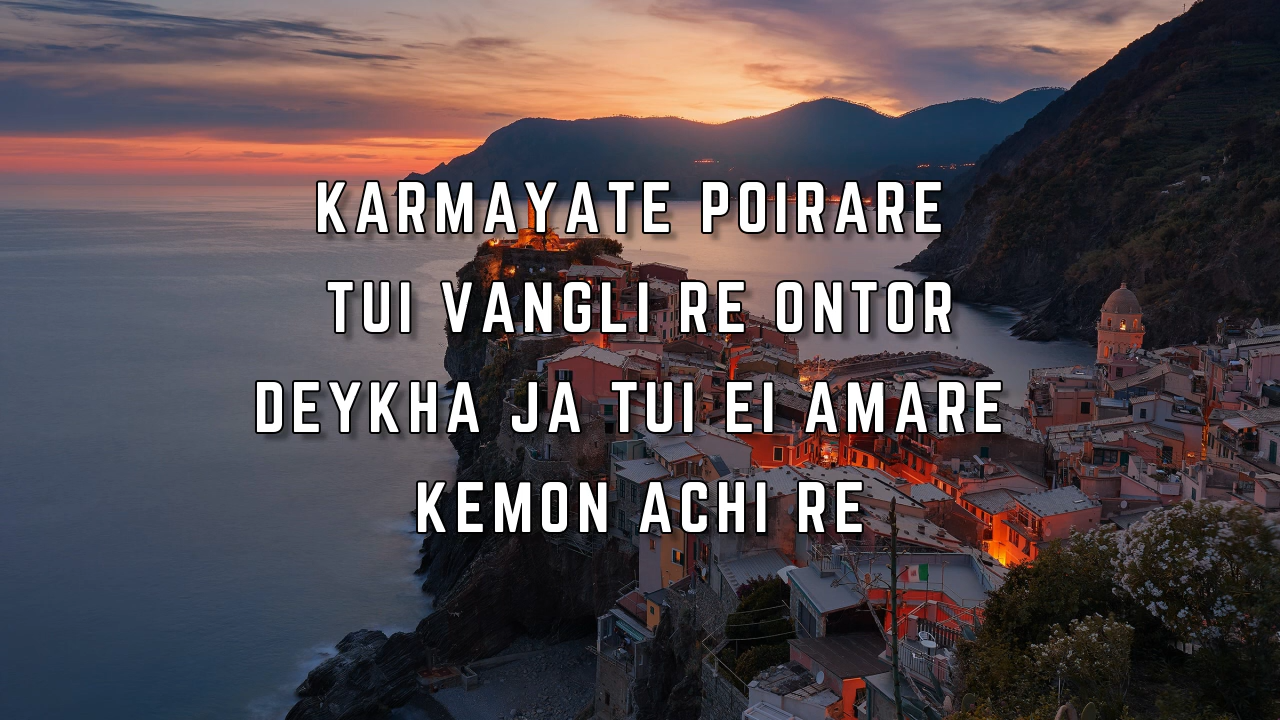 KARMAYATE POIRARE
TUI VANGLI RE ONTOR
DEYKHA JA TUI EI AMARE
KEMON ACHI RE